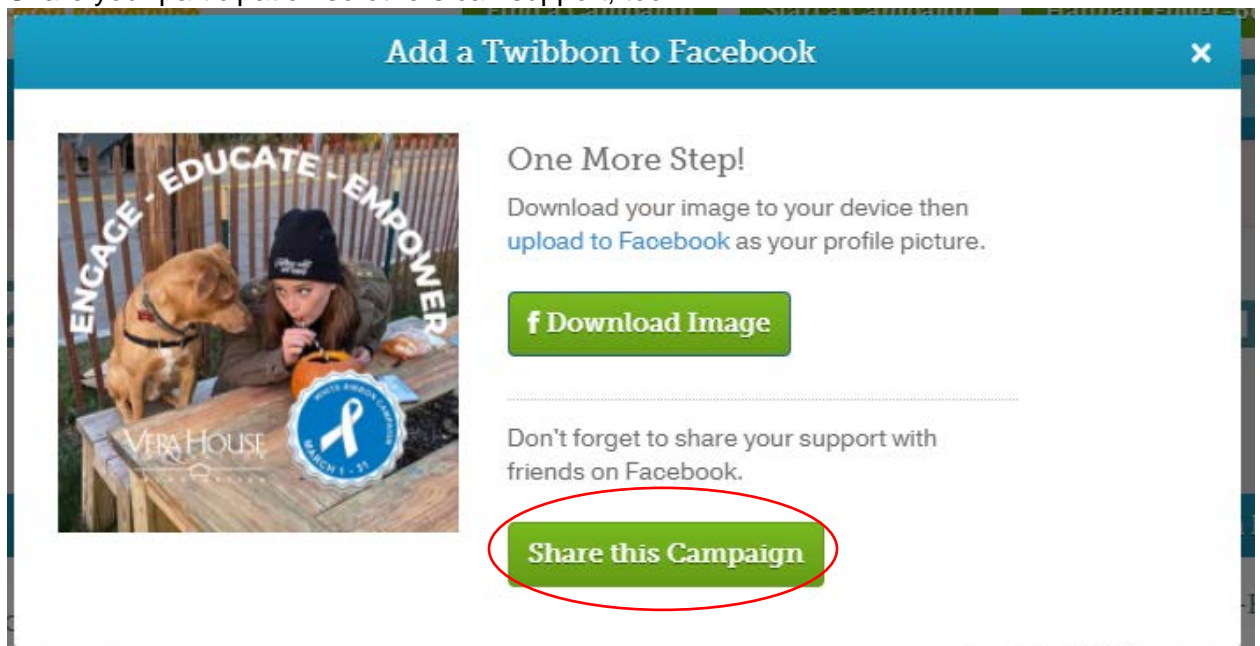 Add a Twibbon to Facebook
×
ENGAGE - EDUCATE - EMPOWER
WHITE RIBBON CAMPAIGN
MARCH 1 - 31
VERA HOUSE
One More Step!
Download your image to your device then
upload to Facebook as your profile picture.
f Download Image
Don't forget to share your support with
friends on Facebook.
Share this Campaign